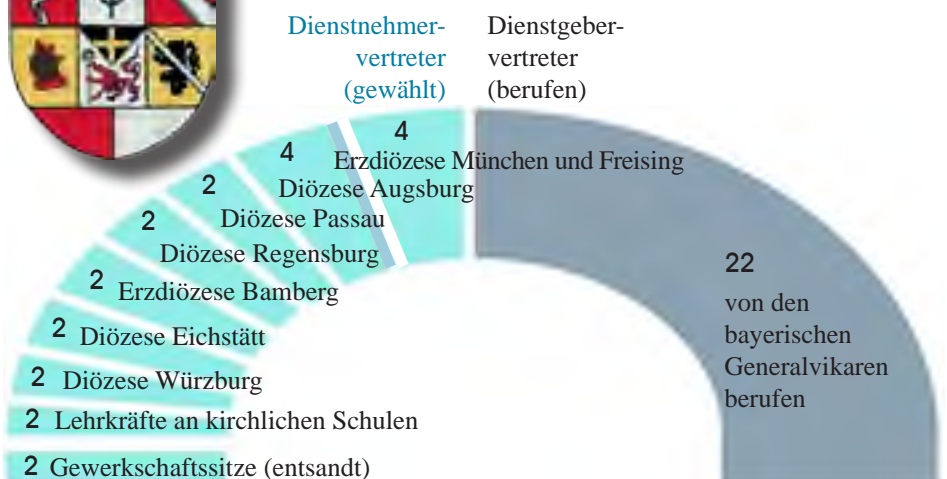 Dienstnehmer-
vertreter
(gewählt)
Dienstgeber-
vertreter
(berufen)
4
Erzdiözese München und Freising
4
Diözese Augsburg
2
Diözese Passau
2
Diözese Regensburg
2 Erzdiözese Bamberg
2 Diözese Eichstätt
2 Diözese Würzburg
2 Lehrkräfte an kirchlichen Schulen
2 Gewerkschaftssitze (entsandt)
22
von den
bayerischen
Generalvikaren
berufen